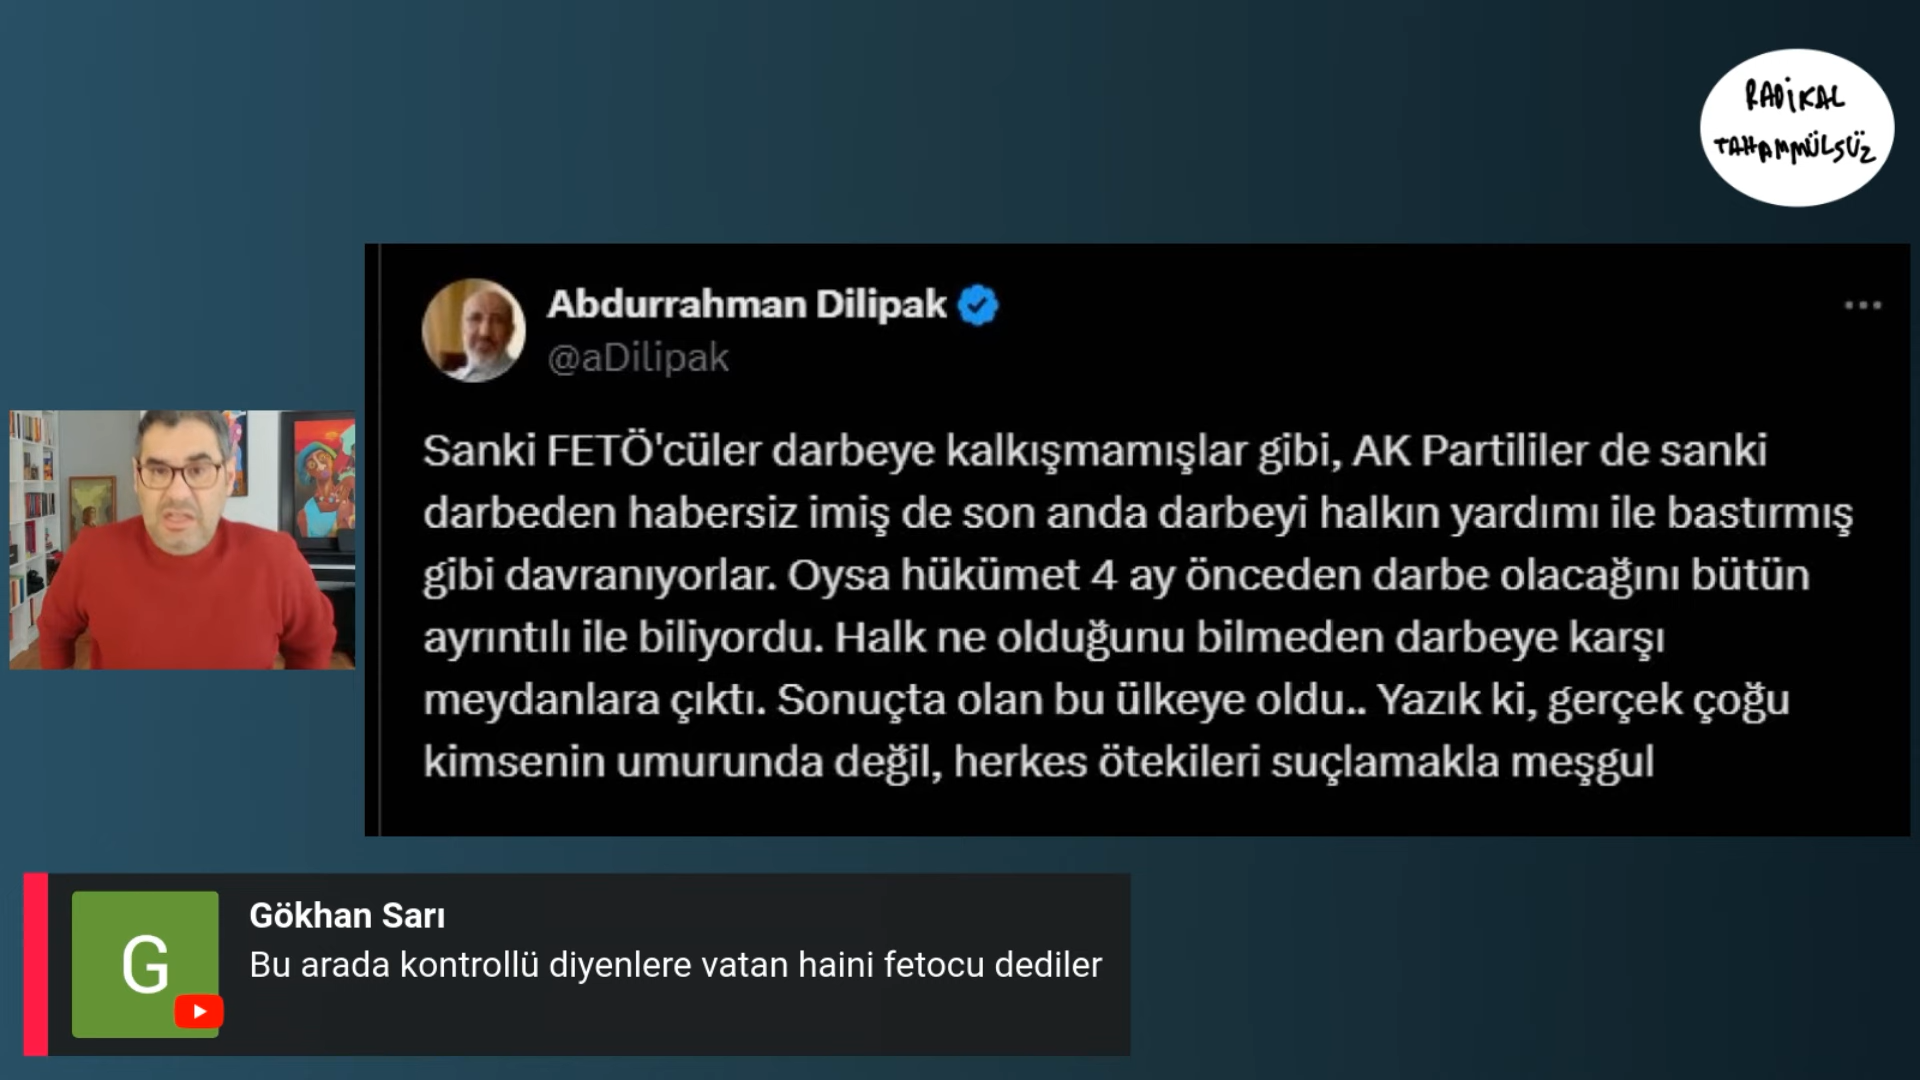 RADİKAL
TAHAMMÜLSÜZ
Abdurrahman Dilipak
@aDilipak
Sanki FETÖ'cüler darbeye kalkışmamışlar gibi, AK Partililer de sanki
darbeden habersiz imiş de son anda darbeyi halkın yardımı ile bastırmış
gibi davranıyorlar. Oysa hükümet 4 ay önceden darbe olacağını bütün
ayrıntılı ile biliyordu. Halk ne olduğunu bilmeden darbeye karşı
meydanlara çıktı. Sonuçta olan bu ülkeye oldu.. Yazık ki, gerçek çoğu
kimsenin umurunda değil, herkes ötekileri suçlamakla meşgul
G
Gökhan Sarı
Bu arada kontrollü diyenlere vatan haini fetocu dediler